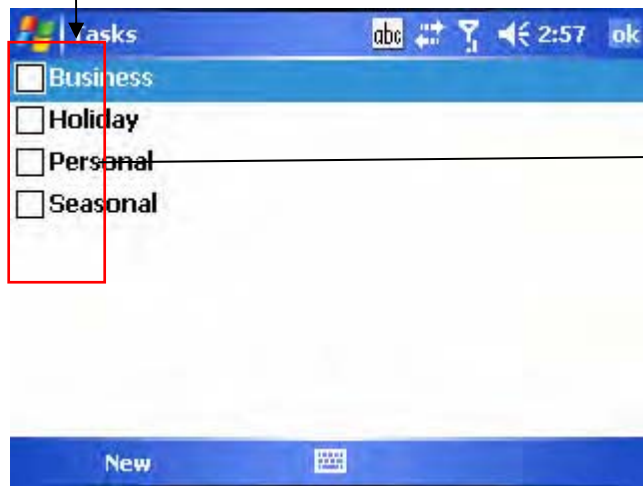 Tasks abc 2:57 ok
Business
Holiday
Personal
Seasonal
New